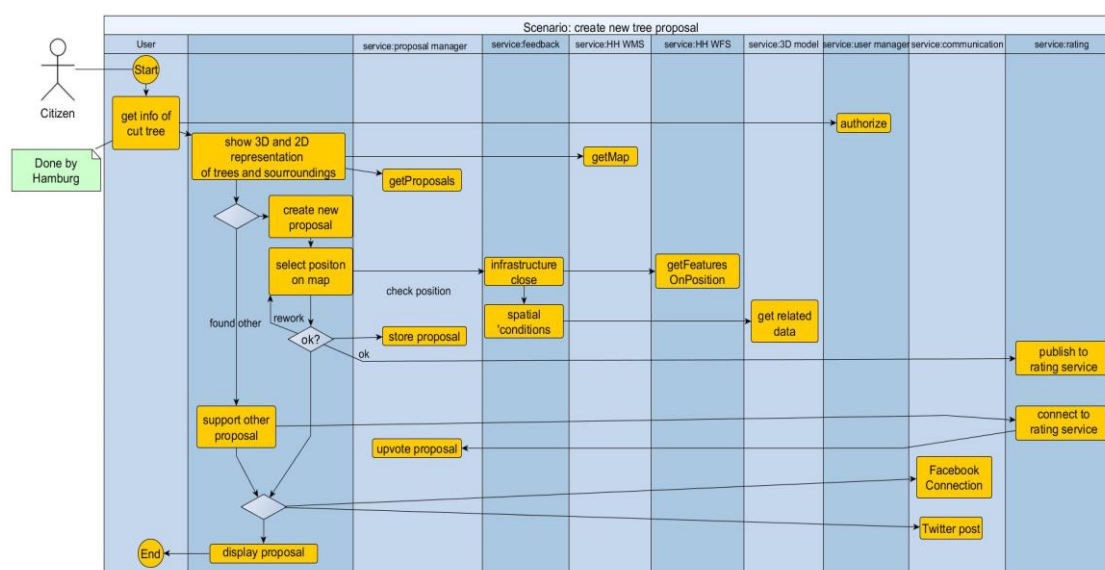 Scenario: create new tree proposal
User
service:proposal manager
service:feedback
service:HH WMS
service:HH WFS
service:3D model
service:user manager
service:communication
service:rating
Citizen
Start
get info of
cut tree
authorize
Done by
Hamburg
show 3D and 2D
representation
of trees and sourroundings
getMap
getProposals
create new
proposal
select positon
on map
infrastructure
close
getFeatures
OnPosition
check position
spatial
'conditions
get related
data
found other
rework
ok?
store proposal
ok
publish to
rating service
support other
proposal
connect to
rating service
upvote proposal
Facebook
Connection
Twitter post
End
display proposal